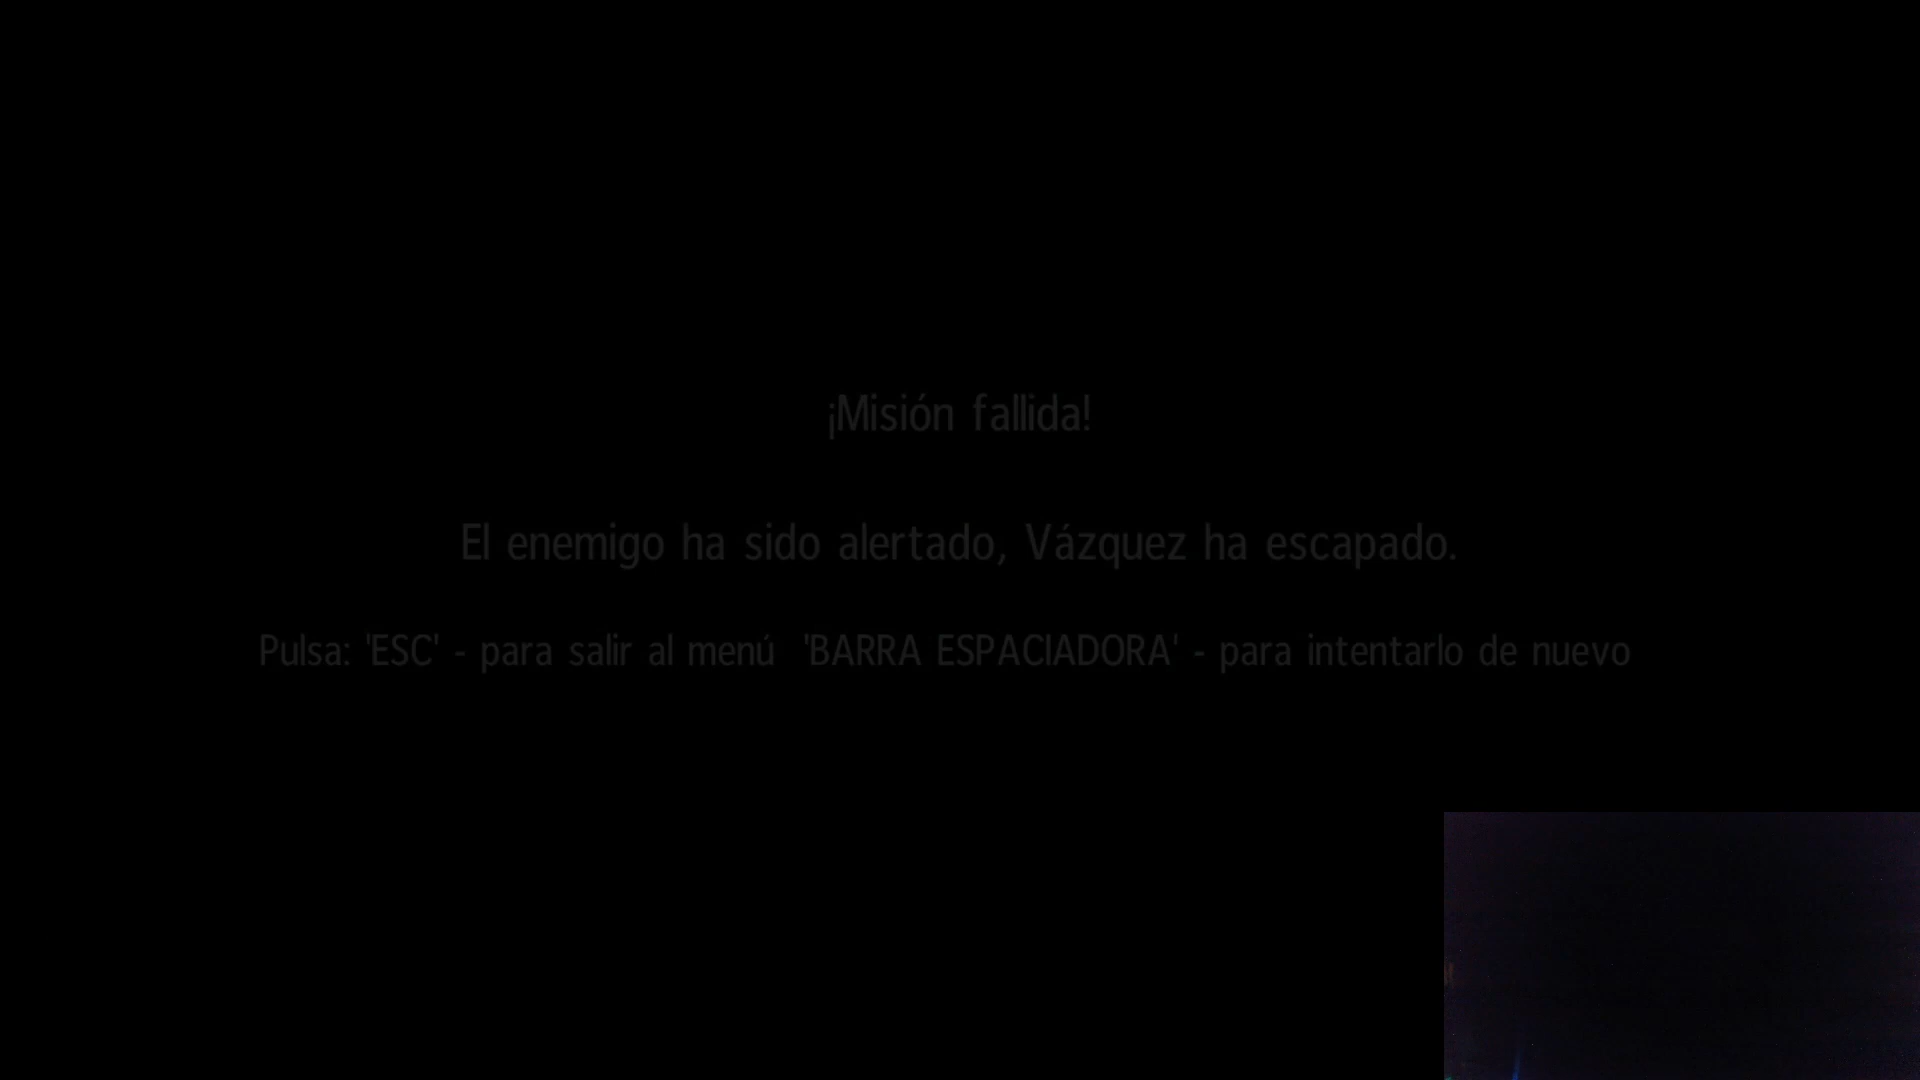 ¡Misión fallida!
El enemigo ha sido alertado, Vázquez ha escapado.
Pulsa: 'ESC' - para salir al menú  'BARRA ESPACIADORA' - para intentarlo de nuevo